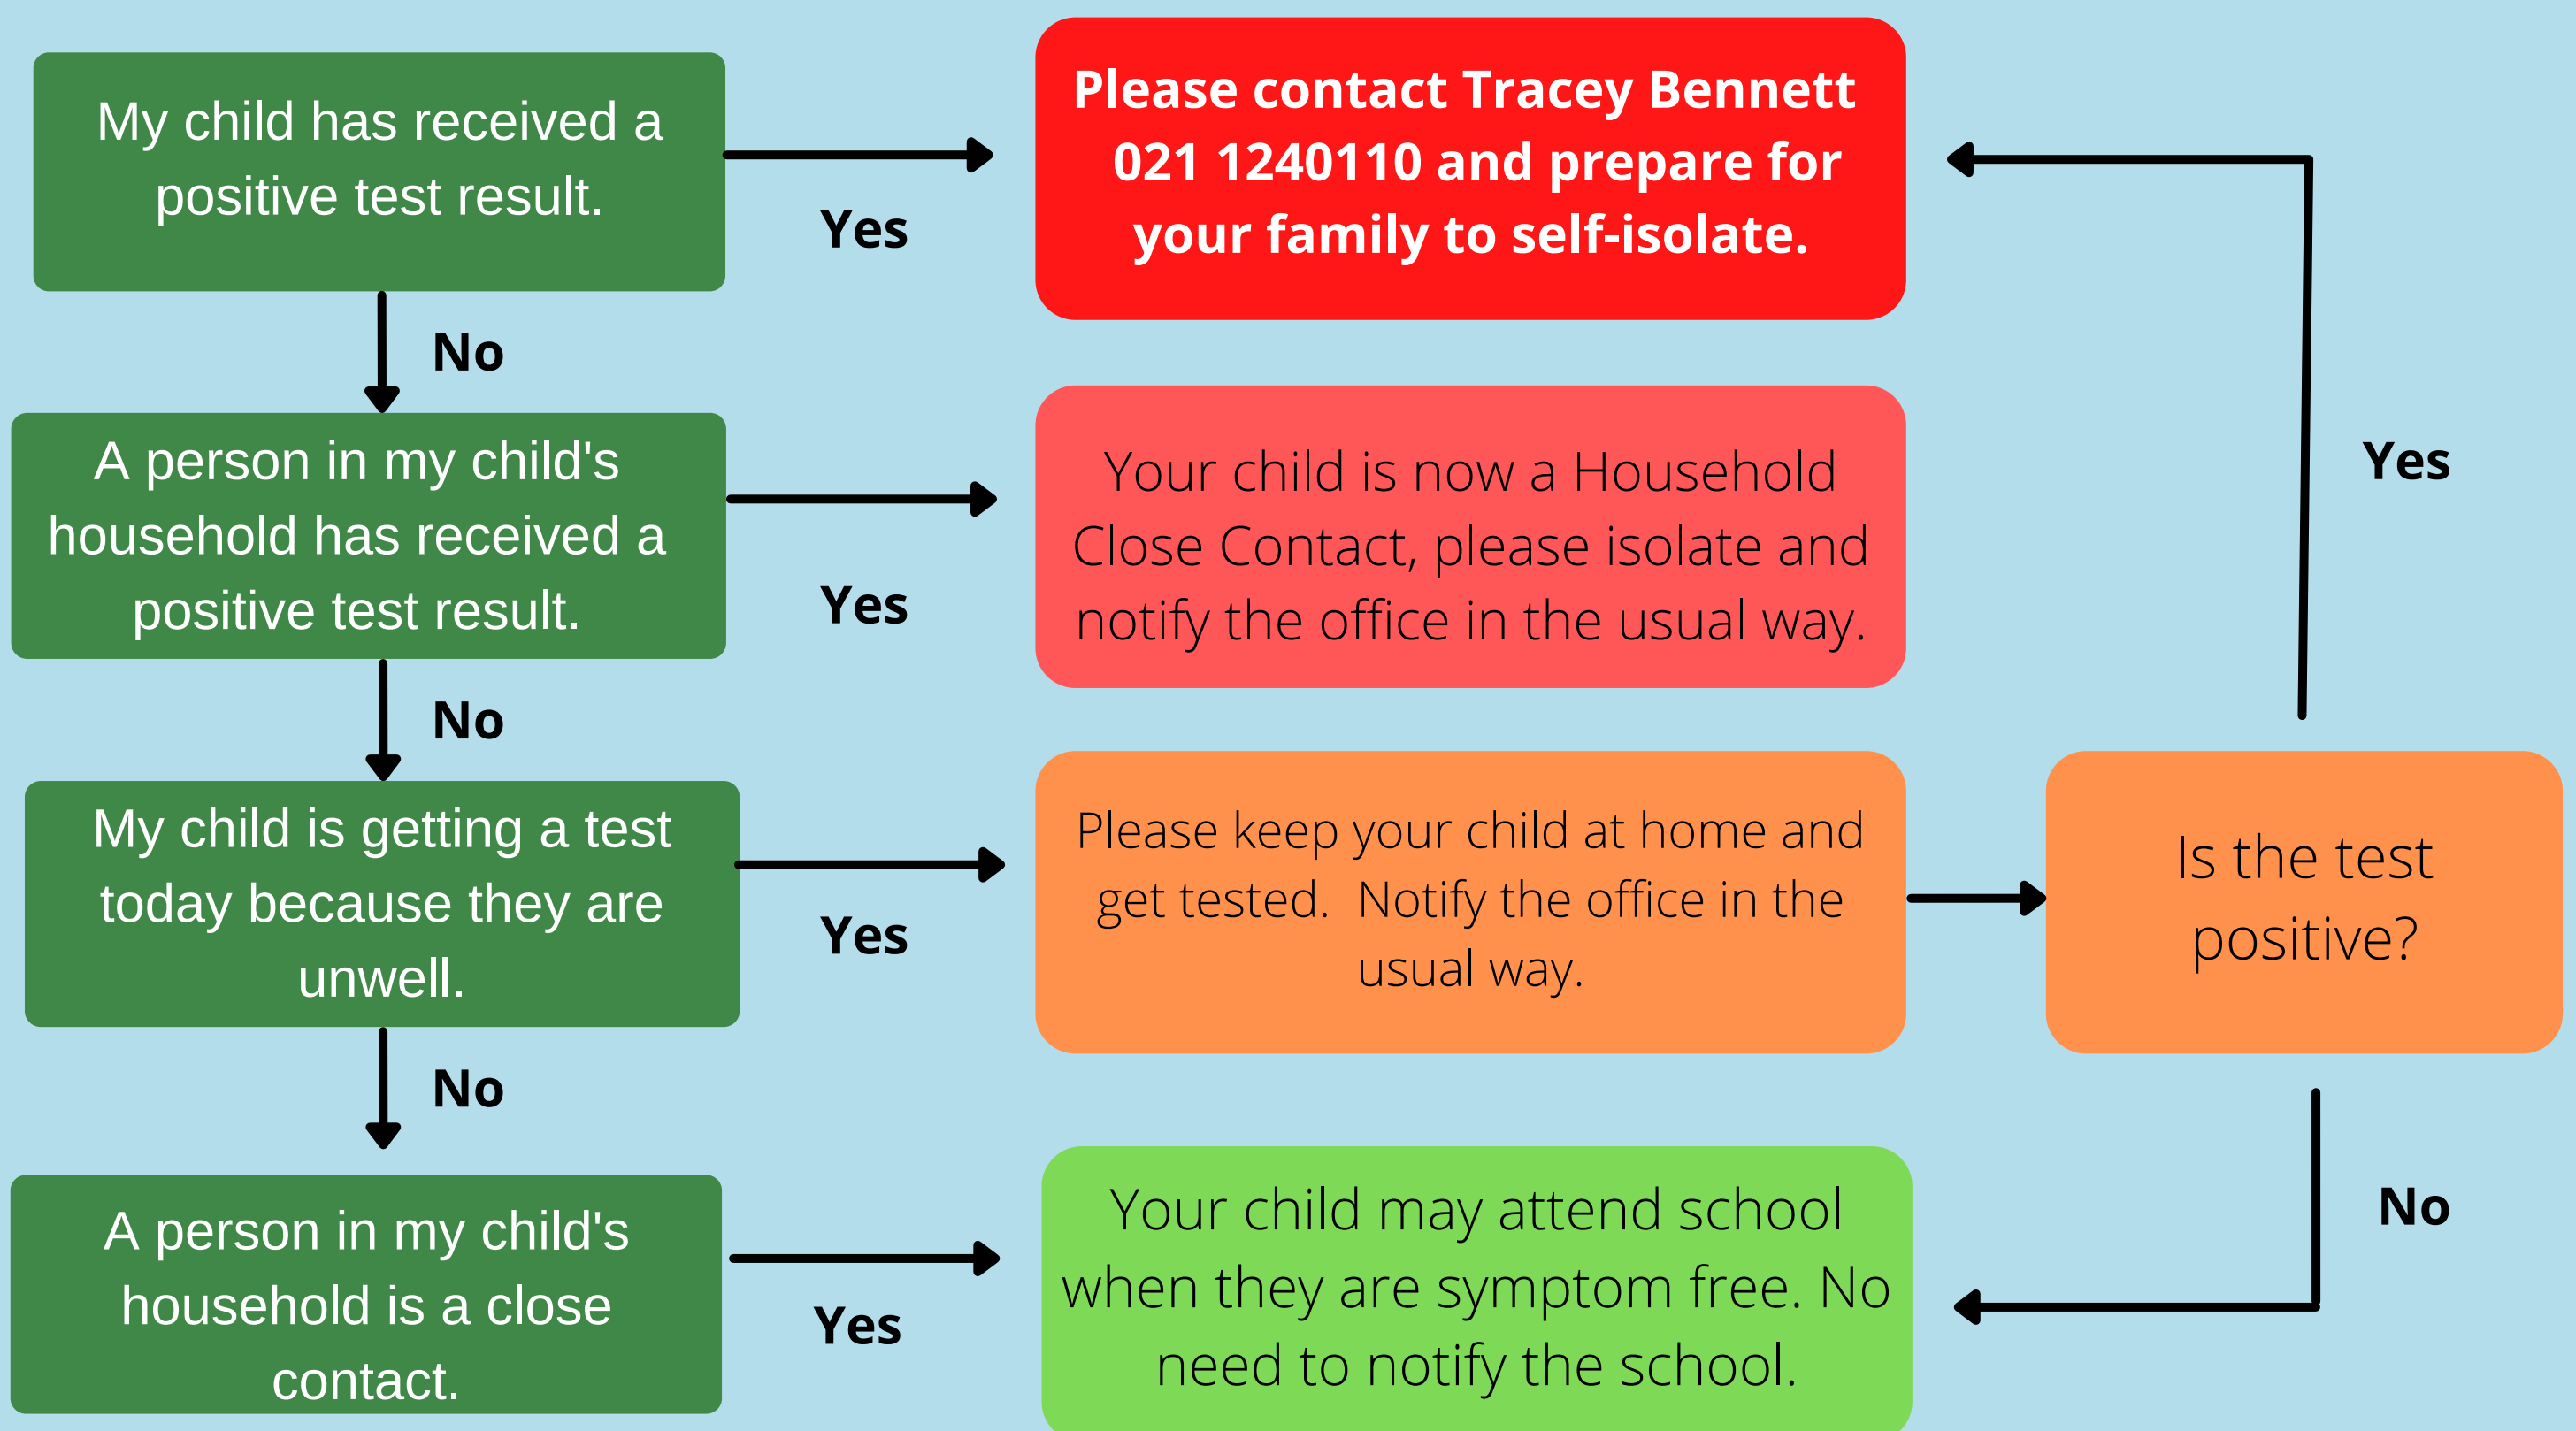 My child has received a
positive test result.
Yes
Please contact Tracey Bennett
021 1240110 and prepare for
your family to self-isolate.
No
A person in my child's
household has received a
positive test result.
Yes
Your child is now a Household
Close Contact, please isolate and
notify the office in the usual way.
Yes
No
My child is getting a test
today because they are
unwell.
Yes
Please keep your child at home and
get tested.  Notify the office in the
usual way.
Is the test
positive?
No
A person in my child's
household is a close
contact.
Yes
Your child may attend school
when they are symptom free. No
need to notify the school.
No